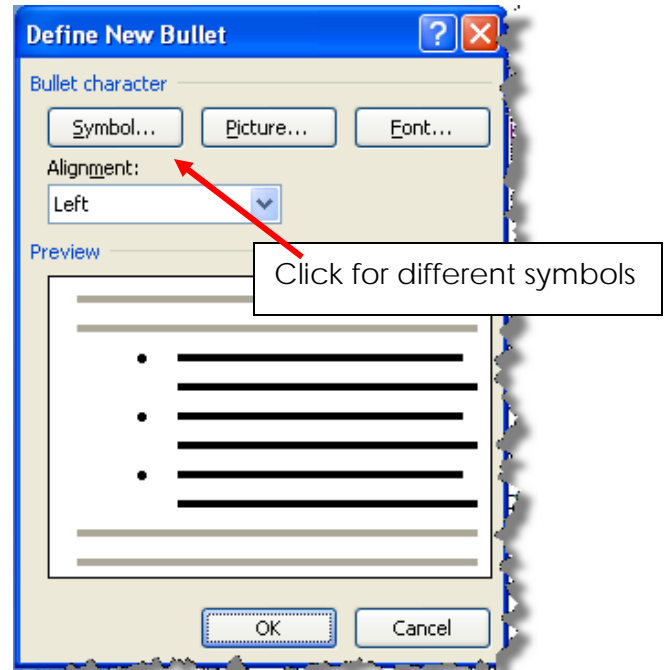 Define New Bullet
Bullet character
Symbol... Picture... Font...
Alignment:
Left
Preview
Click for different symbols
OK Cancel